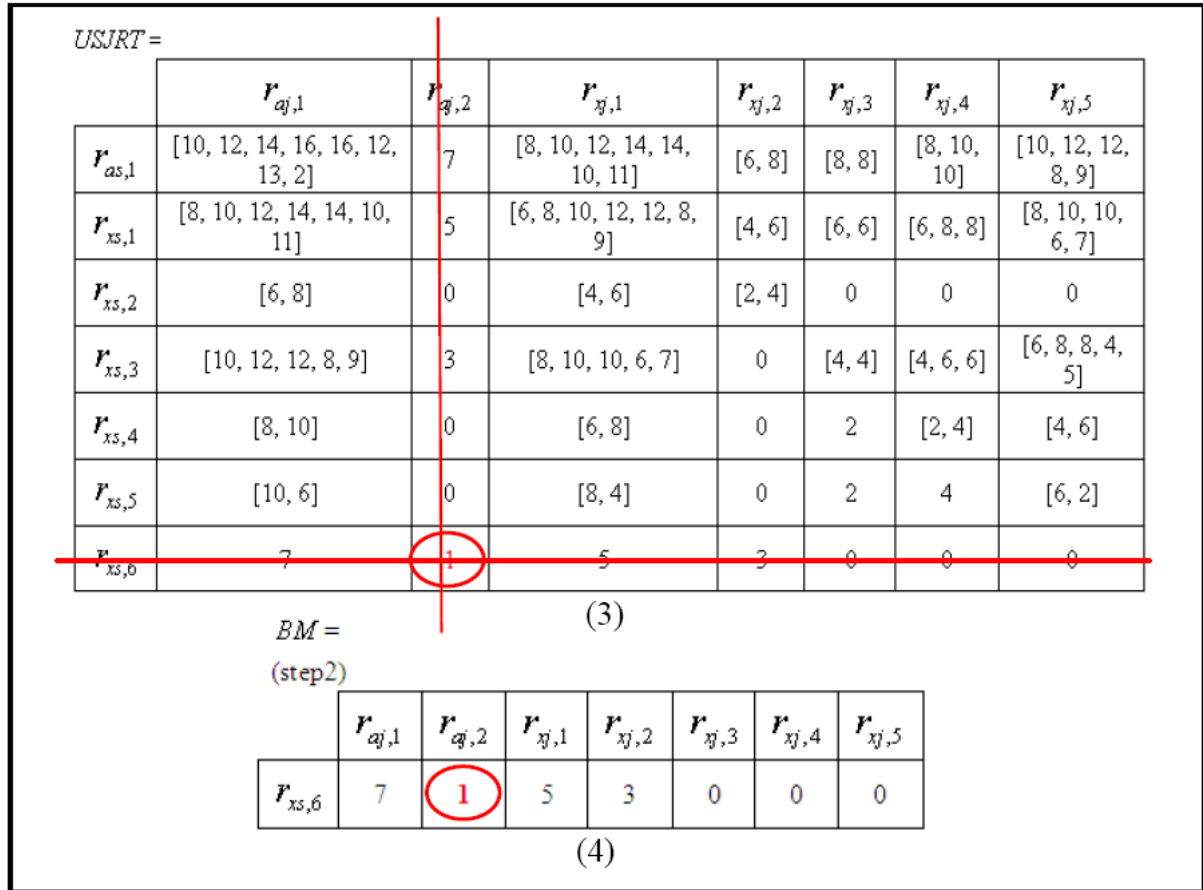 USJRT =
r_aj,1 r_aj,2 r_xj,1 r_xj,2 r_xj,3 r_xj,4 r_xj,5
r_as,1 [10, 12, 14, 16, 16, 12, 7 [8, 10, 12, 14, 14, [6, 8] [8, 8] [8, 10, [10, 12, 12,
13, 2] 10, 11] 10] 8, 9]
r_xs,1 [8, 10, 12, 14, 14, 10, 5 [6, 8, 10, 12, 12, 8, [4, 6] [6, 6] [6, 8, 8] [8, 10, 10,
11] 9] 6, 7]
r_xs,2 [6, 8] 0 [4, 6] [2, 4] 0 0 0
r_xs,3 [10, 12, 12, 8, 9] 3 [8, 10, 10, 6, 7] 0 [4, 4] [4, 6, 6] [6, 8, 8, 4,
5]
r_xs,4 [8, 10] 0 [6, 8] 0 2 [2, 4] [4, 6]
r_xs,5 [10, 6] 0 [8, 4] 0 2 4 [6, 2]
r_xs,6 7 1 5 3 0 0 0
(3)
BM =
(step2)
r_aj,1 r_aj,2 r_xj,1 r_xj,2 r_xj,3 r_xj,4 r_xj,5
r_xs,6 7 1 5 3 0 0 0
(4)